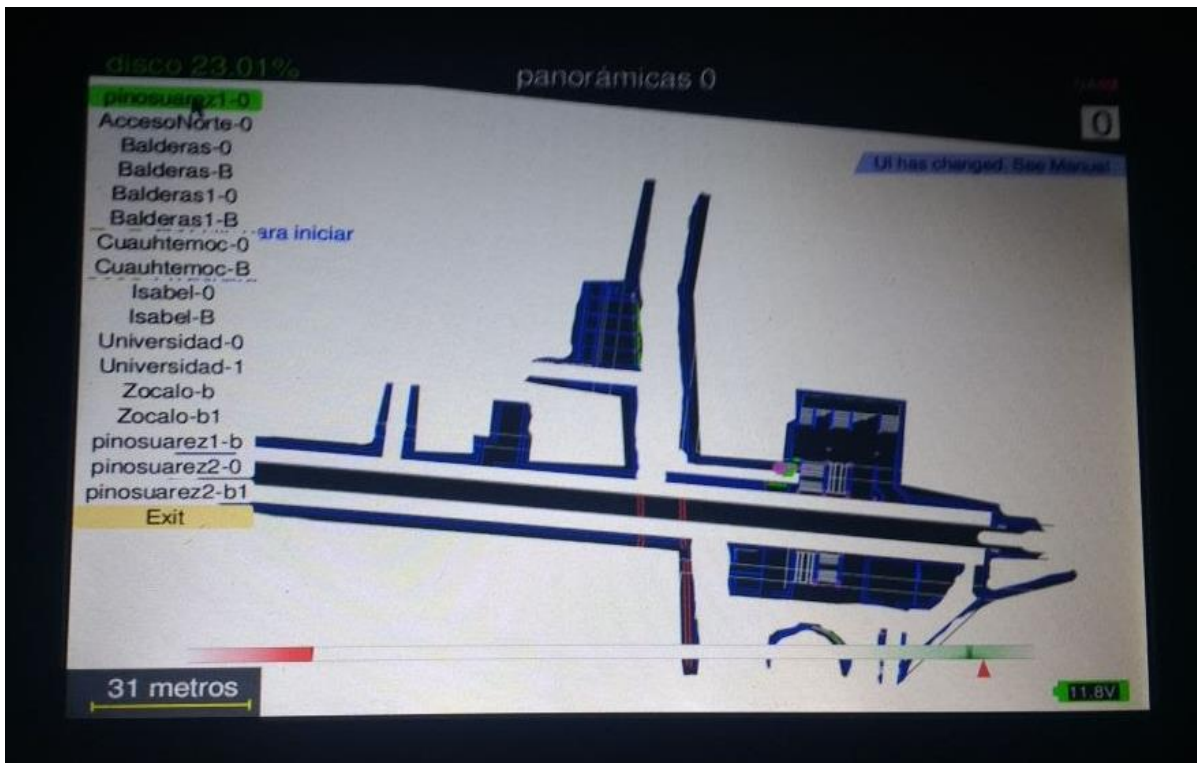 disco 23.01%
panorámicas 0
0
UI has changed. See Manual
pinosuarez1-0
AccesoNorte-0
Balderas-0
Balderas-B
Balderas1-0
Balderas1-B
ara iniciar
Cuauhtemoc-0
Cuauhtemoc-B
Isabel-0
Isabel-B
Universidad-0
Universidad-1
Zocalo-b
Zocalo-b1
pinosuarez1-b
pinosuarez2-0
pinosuarez2-b1
Exit
31 metros
11.8V